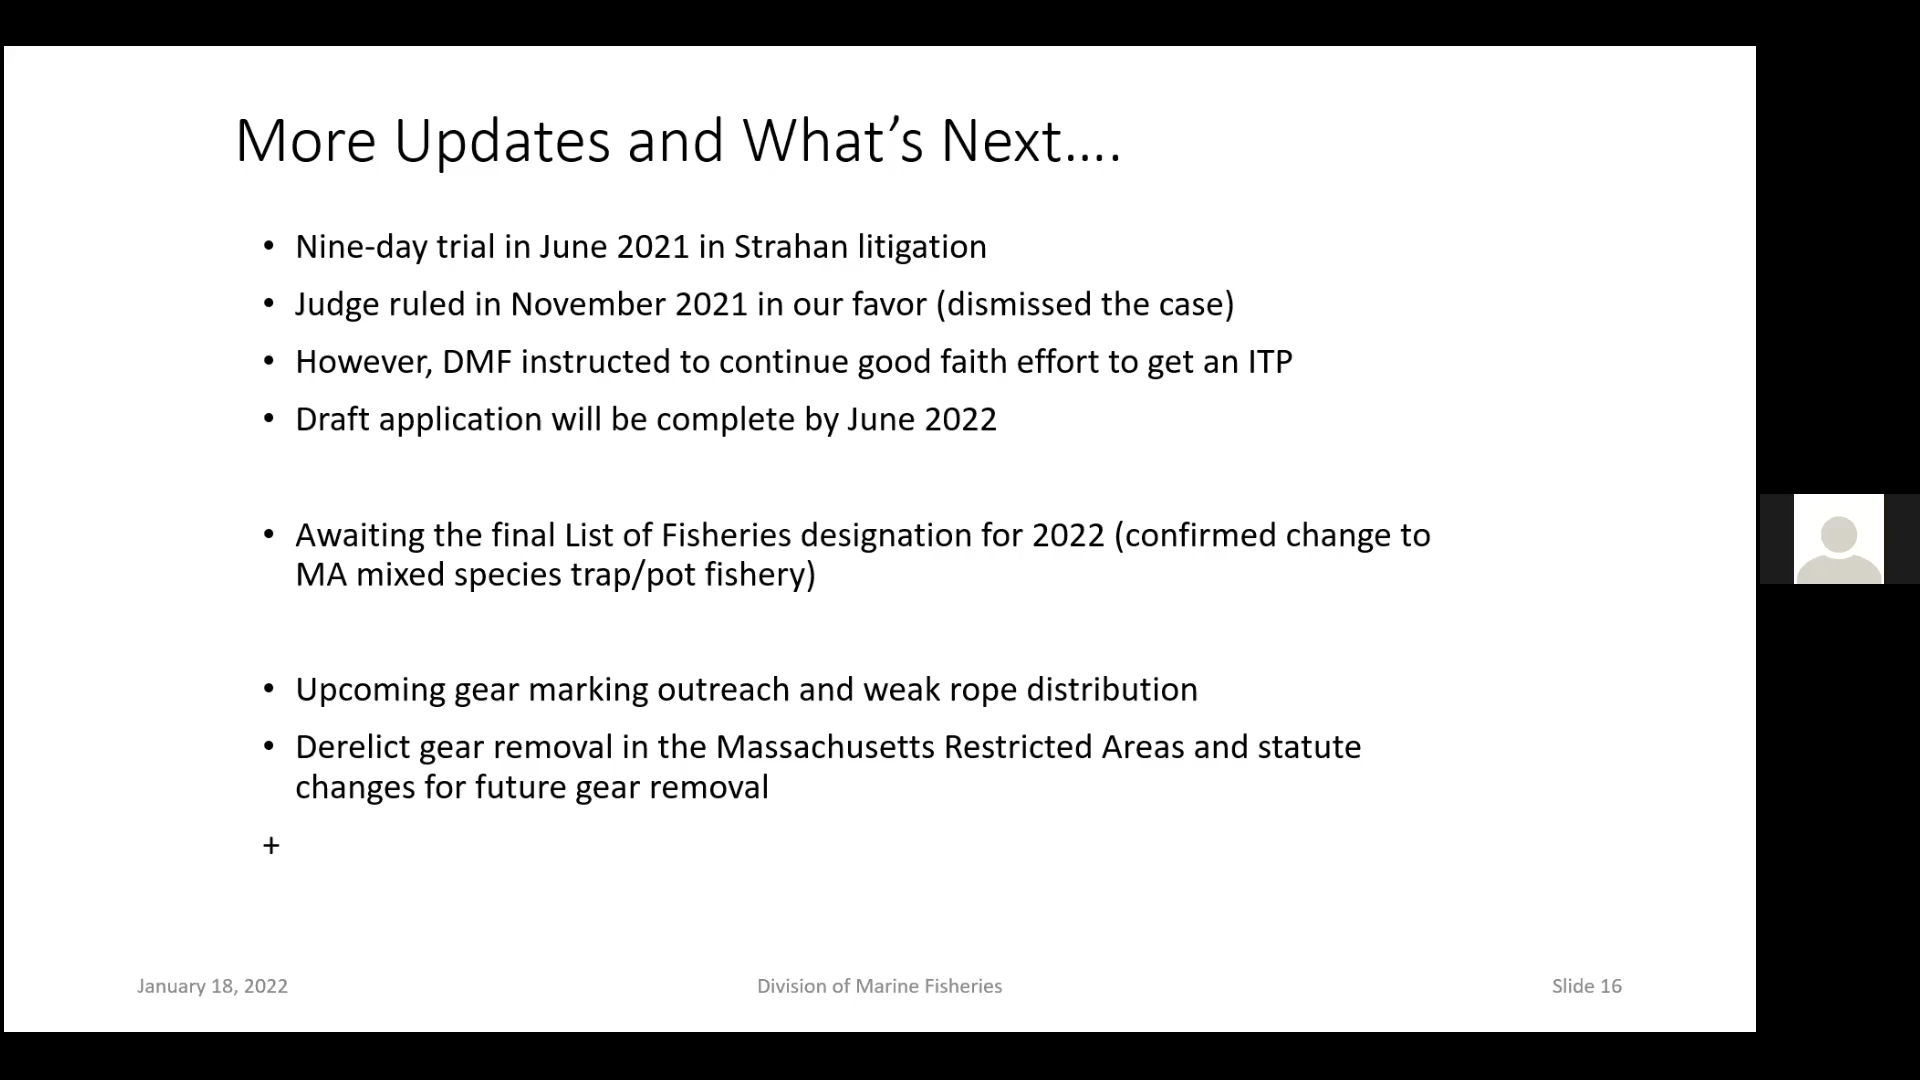 More Updates and What’s Next….
• Nine-day trial in June 2021 in Strahan litigation
• Judge ruled in November 2021 in our favor (dismissed the case)
• However, DMF instructed to continue good faith effort to get an ITP
• Draft application will be complete by June 2022
• Awaiting the final List of Fisheries designation for 2022 (confirmed change to
MA mixed species trap/pot fishery)
• Upcoming gear marking outreach and weak rope distribution
• Derelict gear removal in the Massachusetts Restricted Areas and statute
changes for future gear removal
+
January 18, 2022
Division of Marine Fisheries
Slide 16